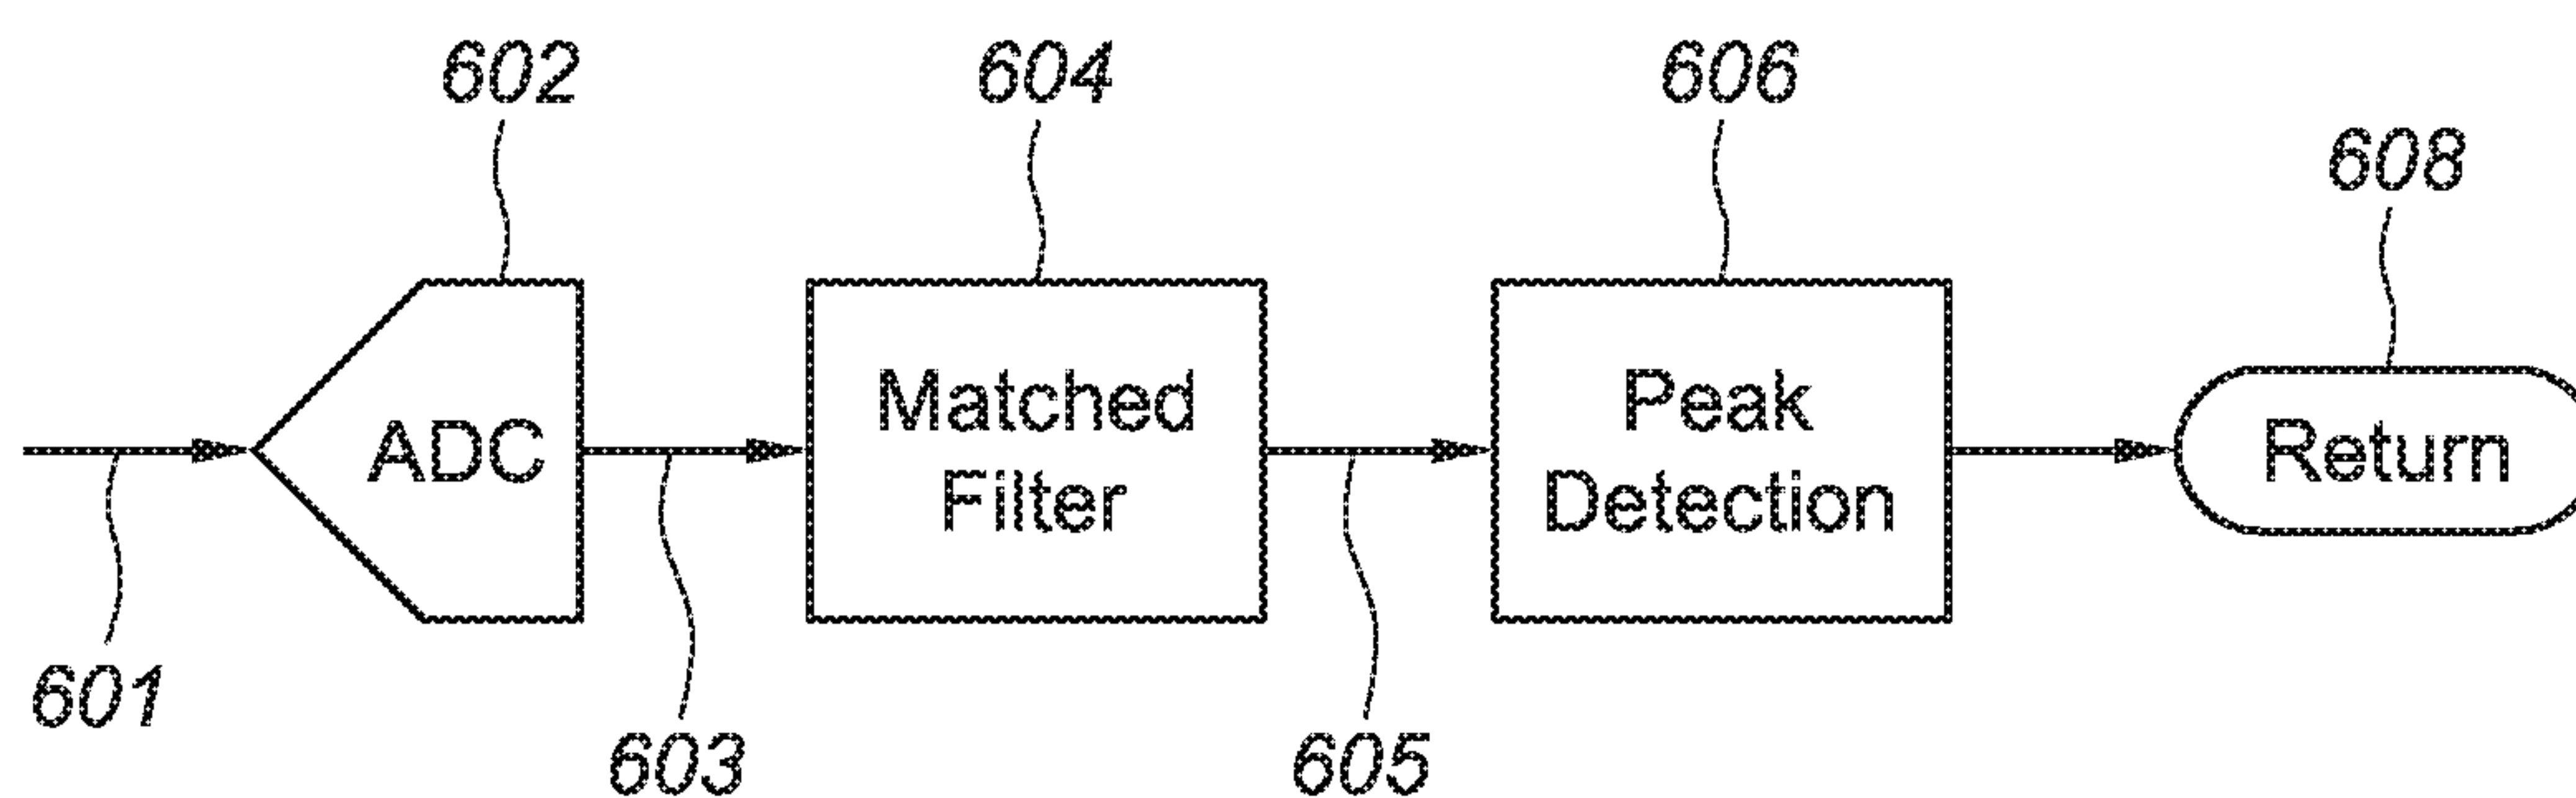 602
604
606
608
ADC
Matched
Filter
Peak
Detection
Return
601
603
605